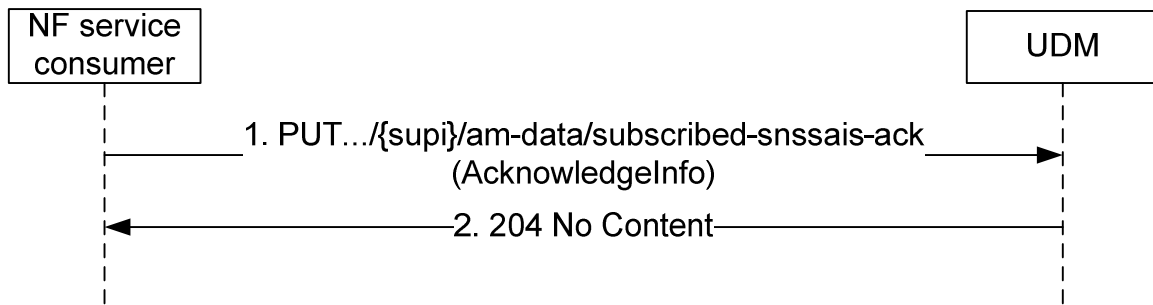 NF service
consumer
UDM
1. PUT.../{supi}/am-data/subscribed-snssais-ack
(AcknowledgeInfo)
2. 204 No Content